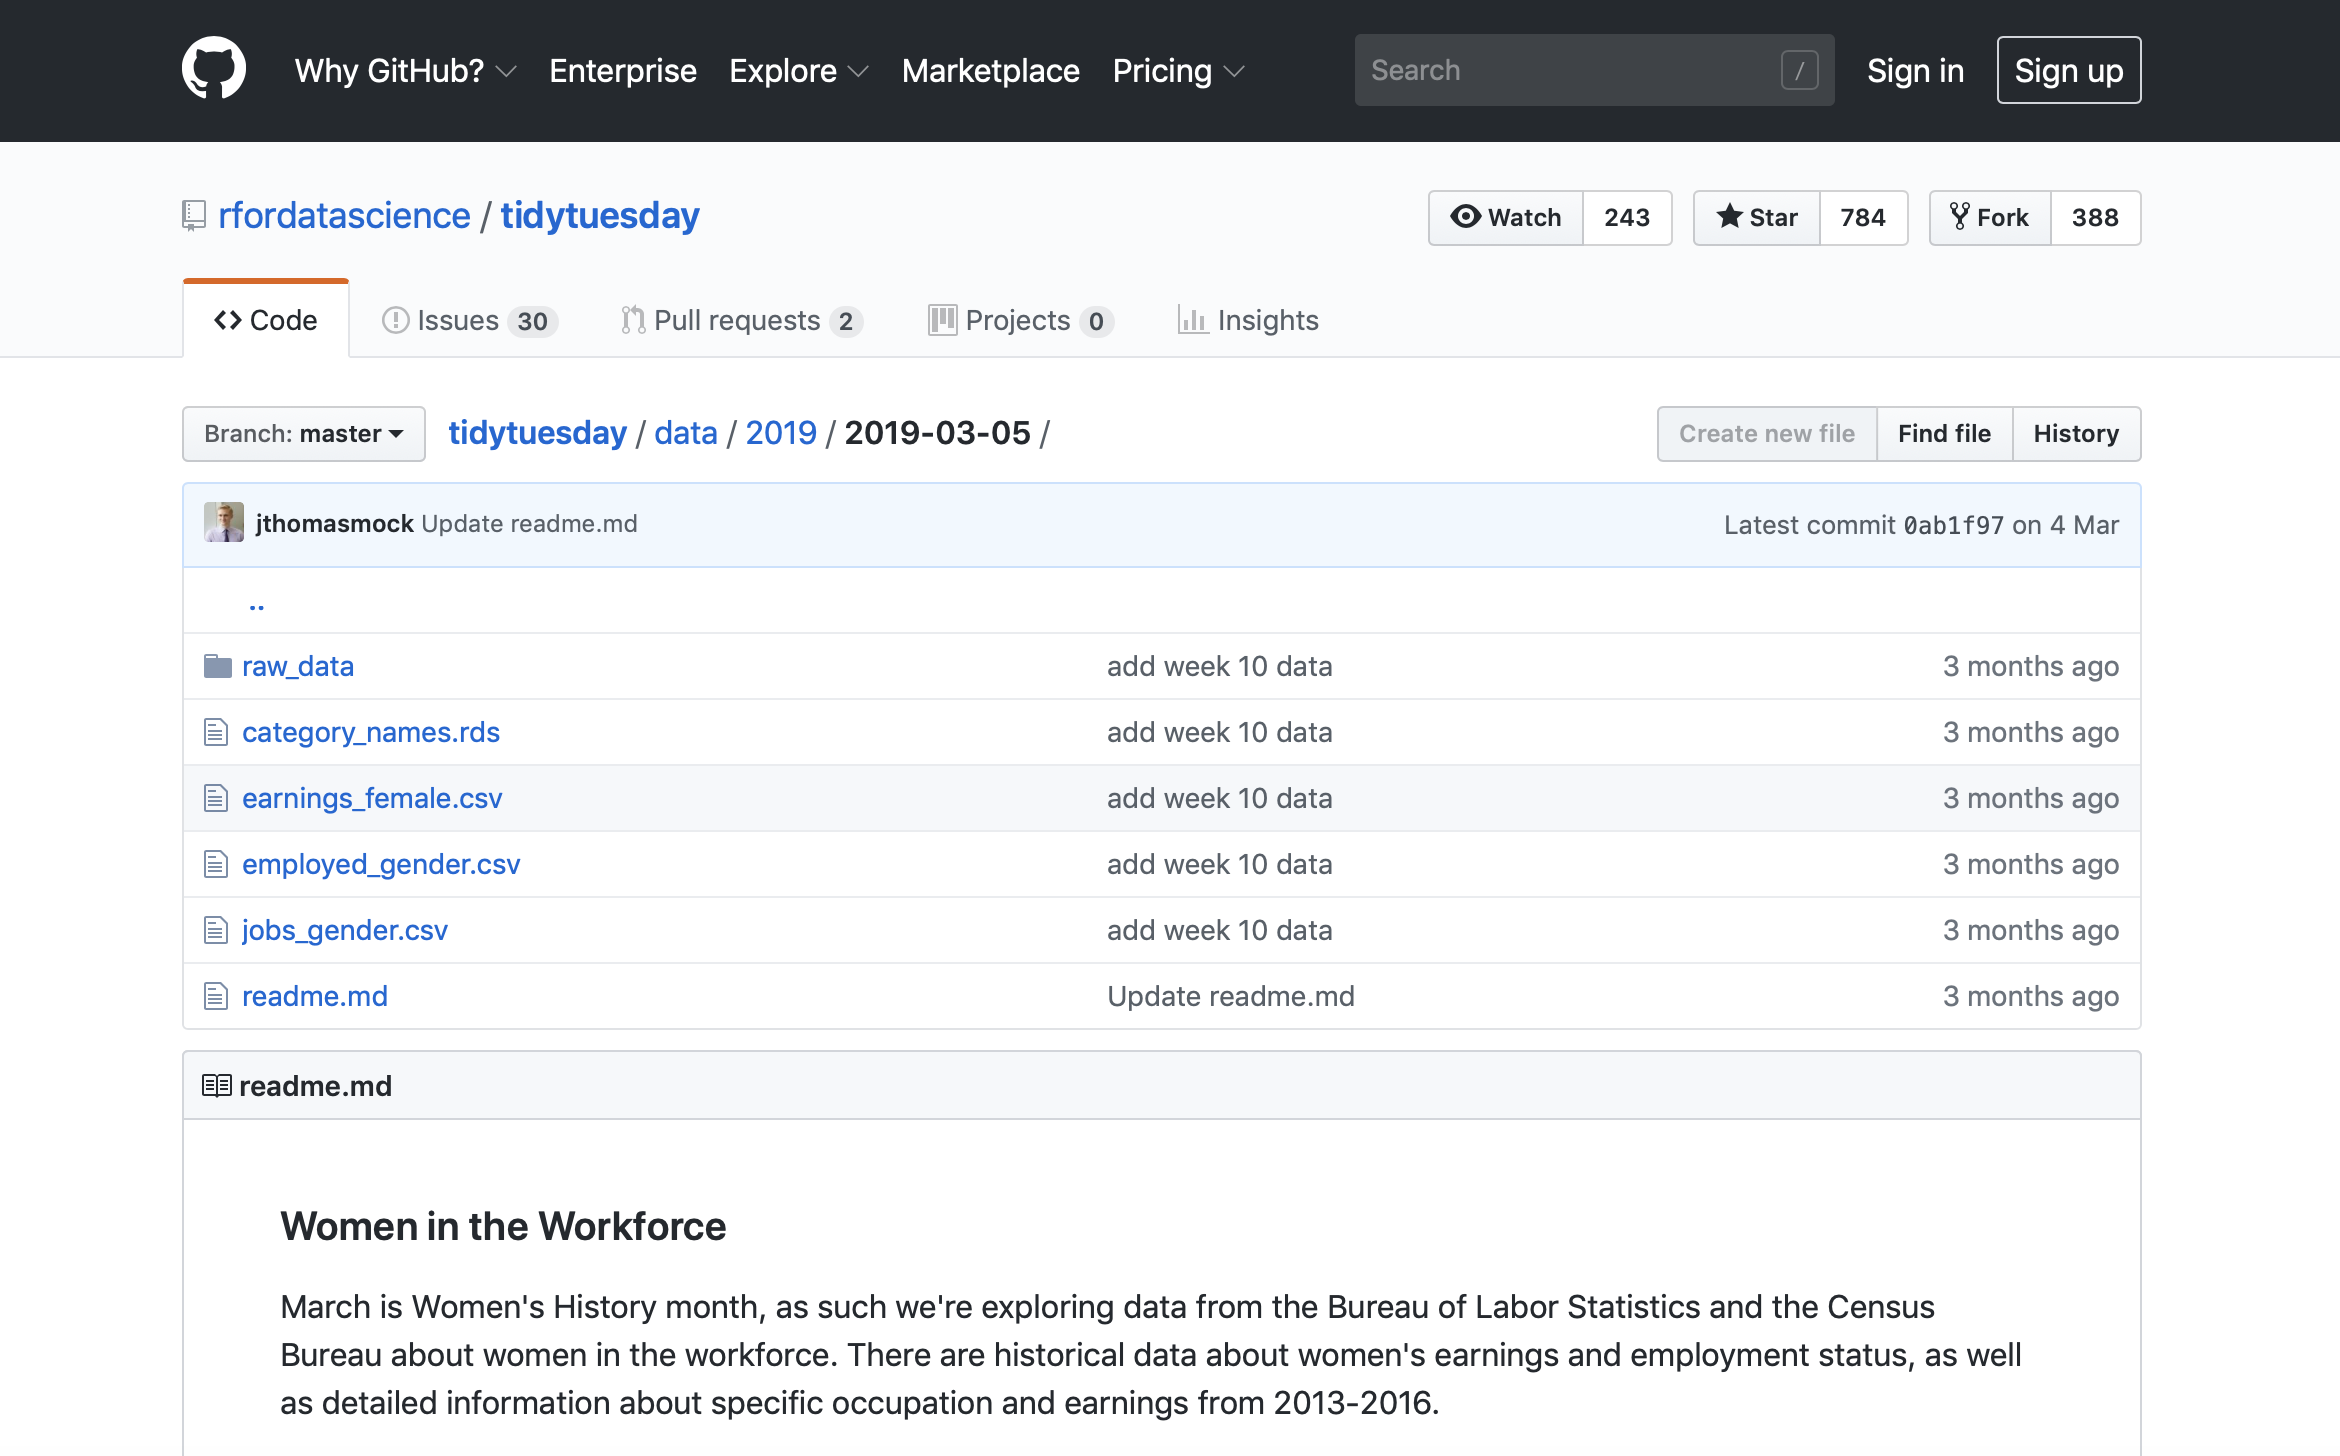 Why GitHub? Enterprise Explore Marketplace Pricing Search / Sign in Sign up
rfordatascience / tidytuesday Watch 243 Star 784 Fork 388
Code Issues 30 Pull requests 2 Projects 0 Insights
Branch: master tidytuesday / data / 2019 / 2019-03-05 / Create new file Find file History
jthomasmock Update readme.md Latest commit 0ab1f97 on 4 Mar
..
raw_data add week 10 data 3 months ago
category_names.rds add week 10 data 3 months ago
earnings_female.csv add week 10 data 3 months ago
employed_gender.csv add week 10 data 3 months ago
jobs_gender.csv add week 10 data 3 months ago
readme.md Update readme.md 3 months ago
readme.md
Women in the Workforce
March is Women's History month, as such we're exploring data from the Bureau of Labor Statistics and the Census
Bureau about women in the workforce. There are historical data about women's earnings and employment status, as well
as detailed information about specific occupation and earnings from 2013-2016.